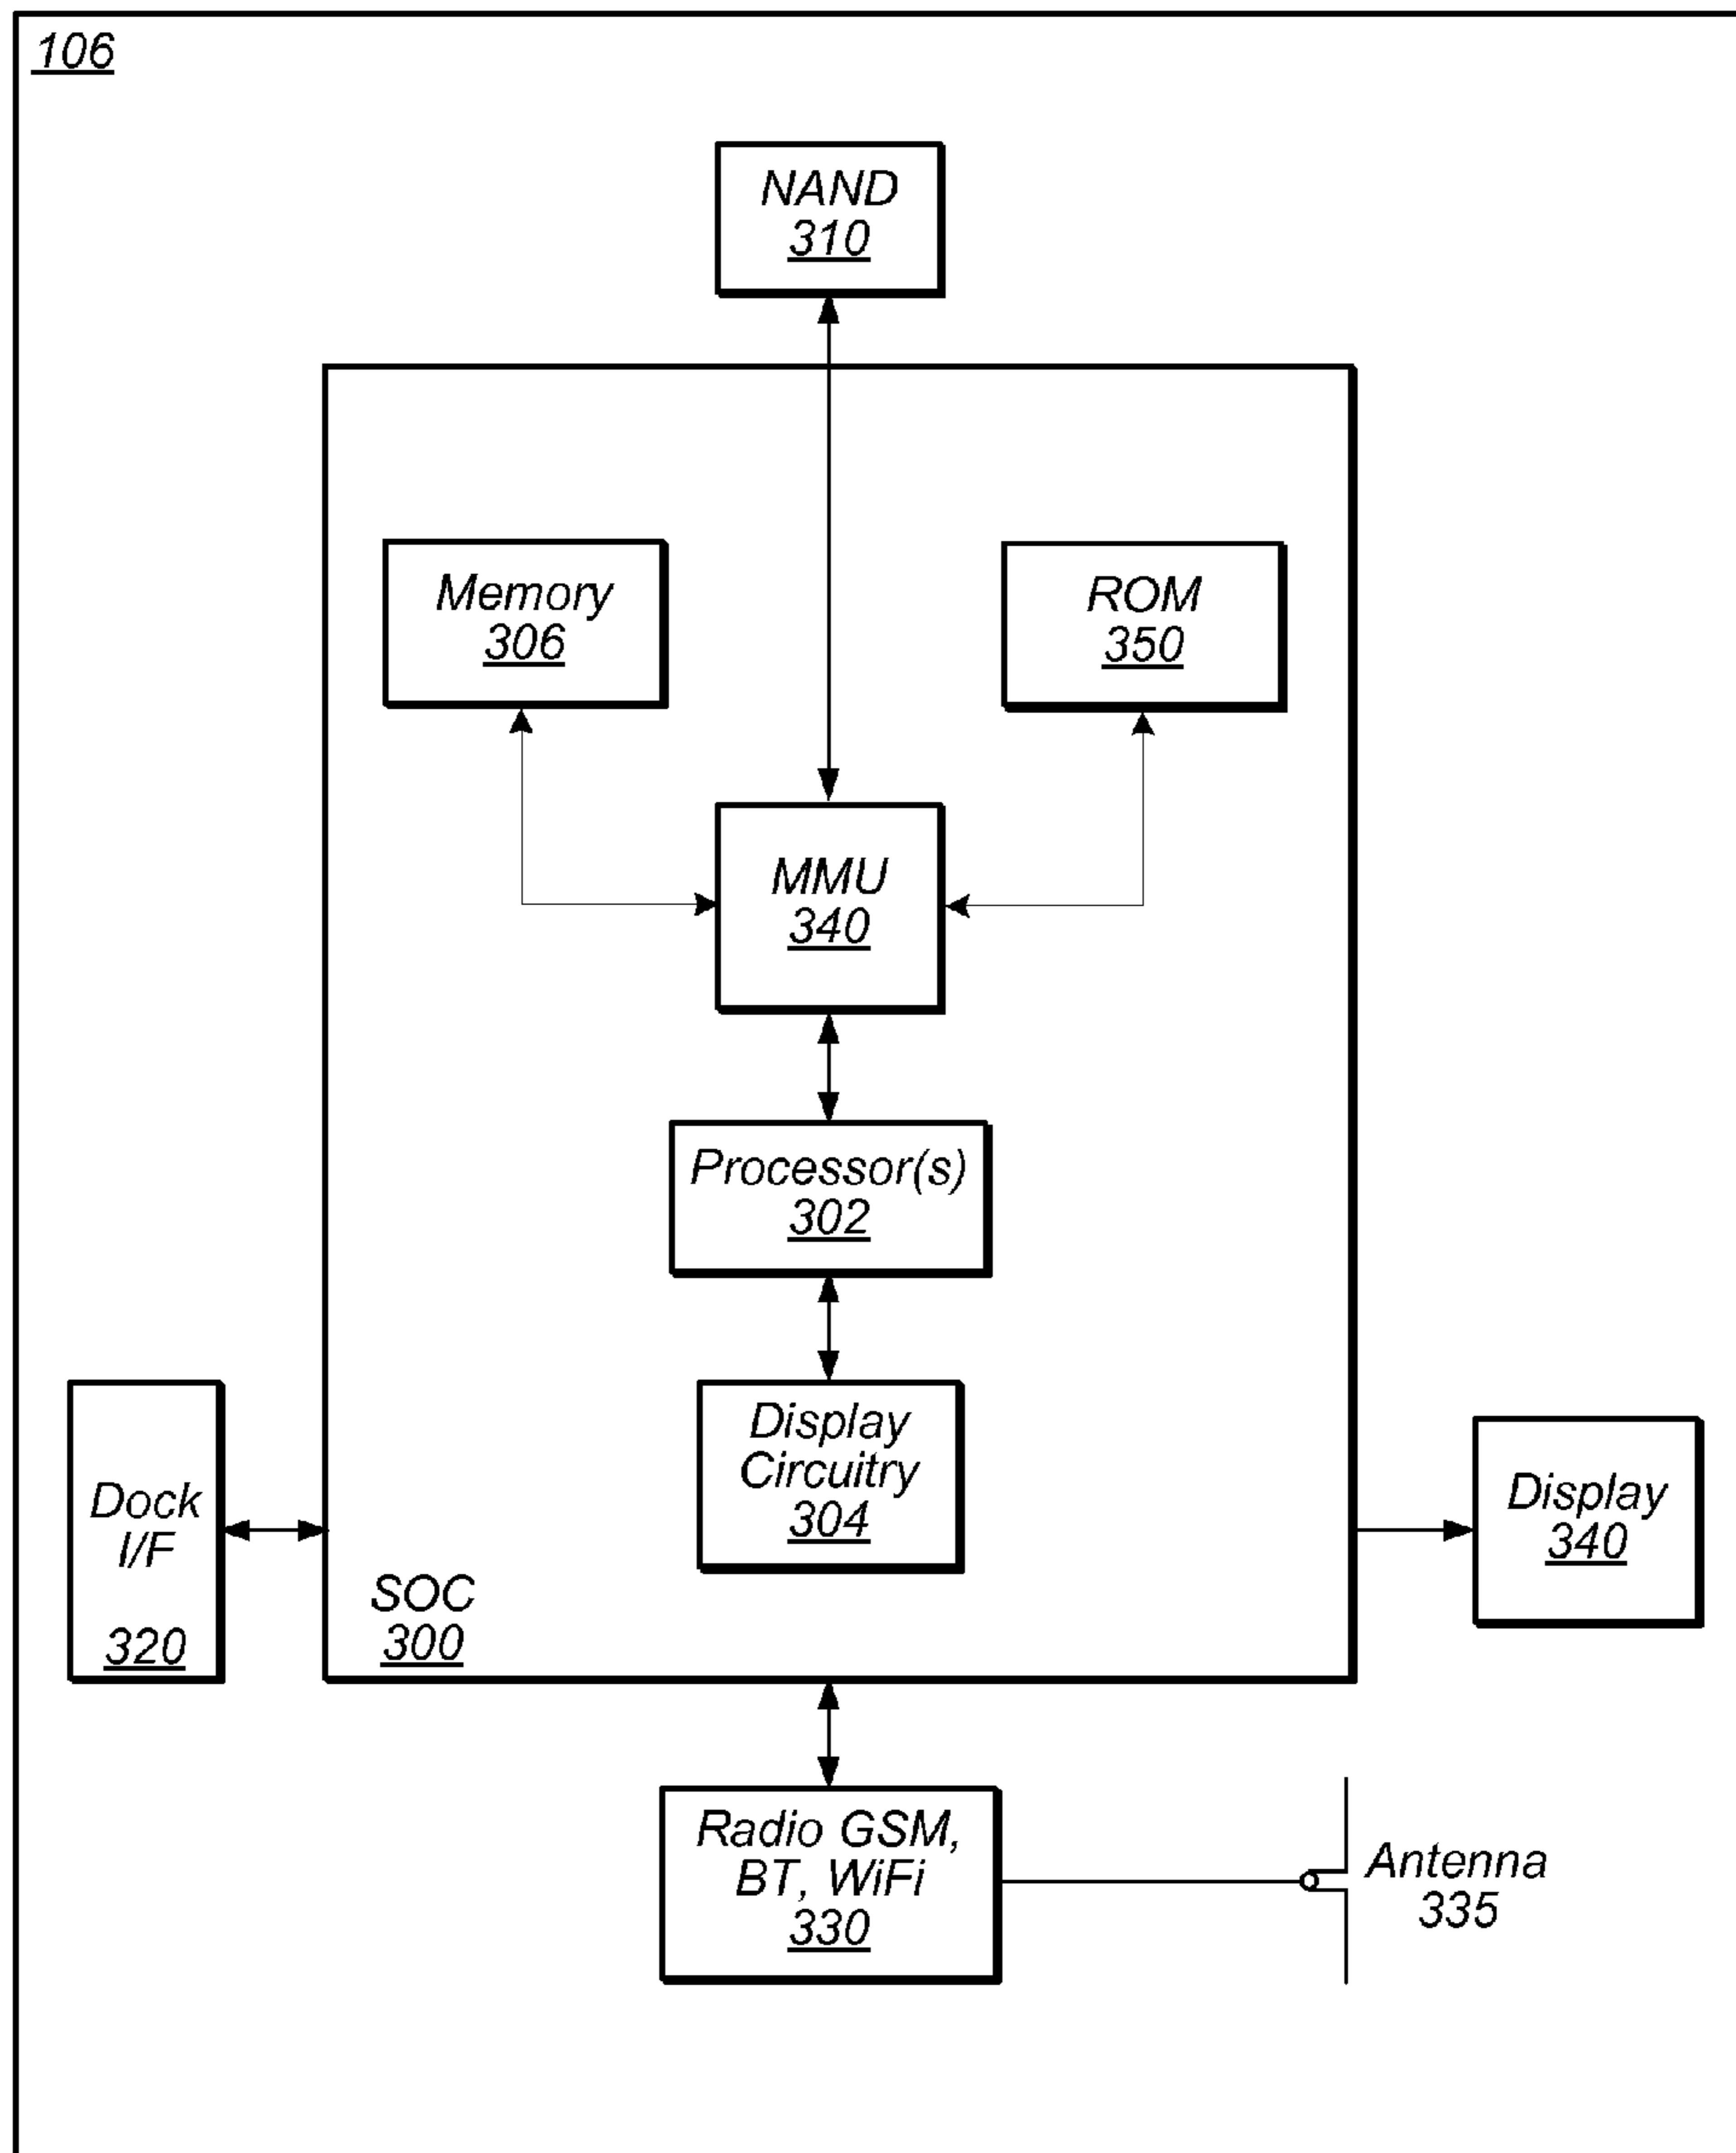 106
NAND
310
Memory
306
ROM
350
MMU
340
Processor(s)
302
Display
Circuitry
304
Dock
I/F
320
SOC
300
Display
340
Radio GSM,
BT, WiFi
330
Antenna
335